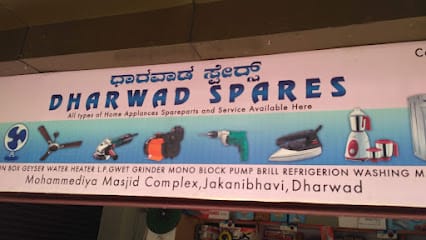 ಧಾರವಾಡ ಸ್ಪೇರ್ಸ್
DHARWAD SPARES
All types of Home Appliances Spareparts and Service Available Here
BOX GEYSER WATER HEATER L.P.GWET GRINDER MONO BLOCK PUMP BRILL REFRIGERION WASHING M
Mohammediya Masjid Complex,Jakanibhavi,Dharwad